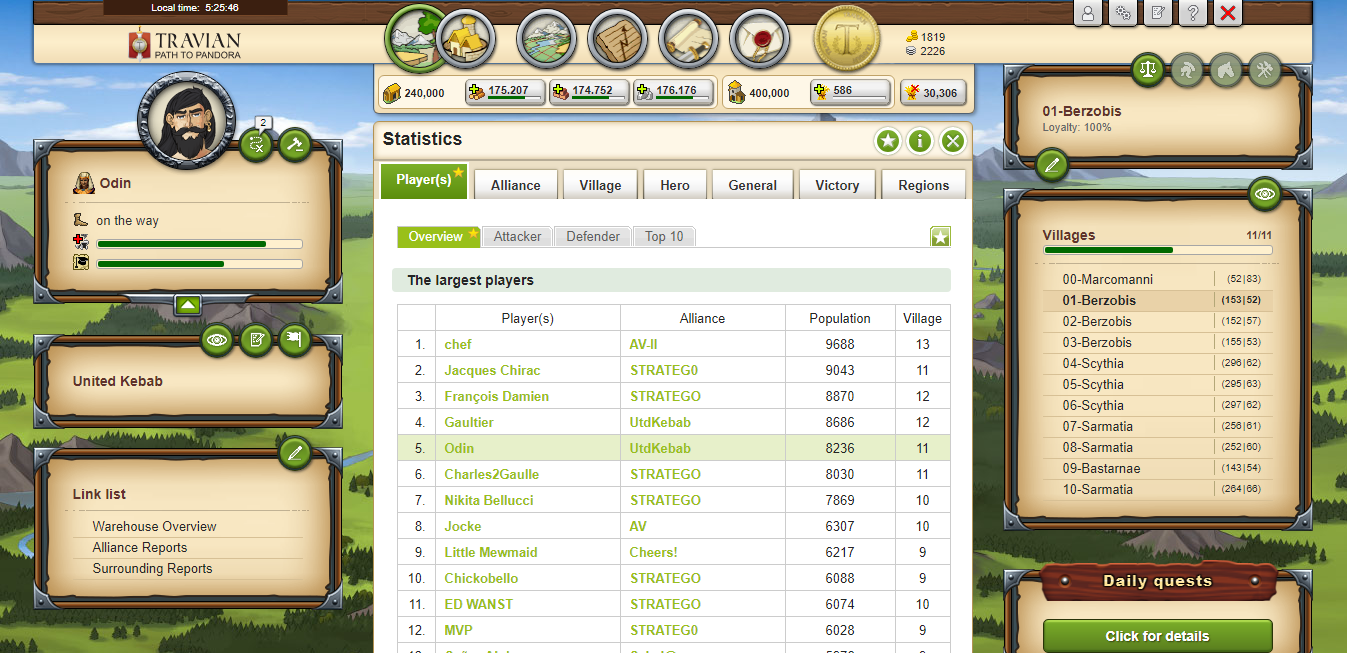 Local time: 5:25:46
TRAVIAN
PATH TO PANDORA
T
1819
2226
240,000
175.207
174.752
176.176
400,000
586
30,306
2
Odin
on the way
United Kebab
Link list
Warehouse Overview
Alliance Reports
Surrounding Reports
Statistics
Player(s) Alliance Village Hero General Victory Regions
Overview Attacker Defender Top 10
The largest players
Player(s) Alliance Population Village
1. chef AV-II 9688 13
2. Jacques Chirac STRATEG0 9043 11
3. François Damien STRATEGO 8870 12
4. Gaultier UtdKebab 8686 12
5. Odin UtdKebab 8236 11
6. Charles2Gaulle STRATEGO 8030 11
7. Nikita Bellucci STRATEGO 7869 10
8. Jocke AV 6307 10
9. Little Mewmaid Cheers! 6217 9
10. Chickobello STRATEGO 6088 9
11. ED WANST STRATEGO 6074 10
12. MVP STRATEG0 6028 9
01-Berzobis
Loyalty: 100%
Villages 11/11
00-Marcomanni (52|83)
01-Berzobis (153|52)
02-Berzobis (152|57)
03-Berzobis (155|53)
04-Scythia (296|62)
05-Scythia (295|63)
06-Scythia (297|62)
07-Sarmatia (256|61)
08-Sarmatia (252|60)
09-Bastarnae (143|54)
10-Sarmatia (264|66)
Daily quests
Click for details